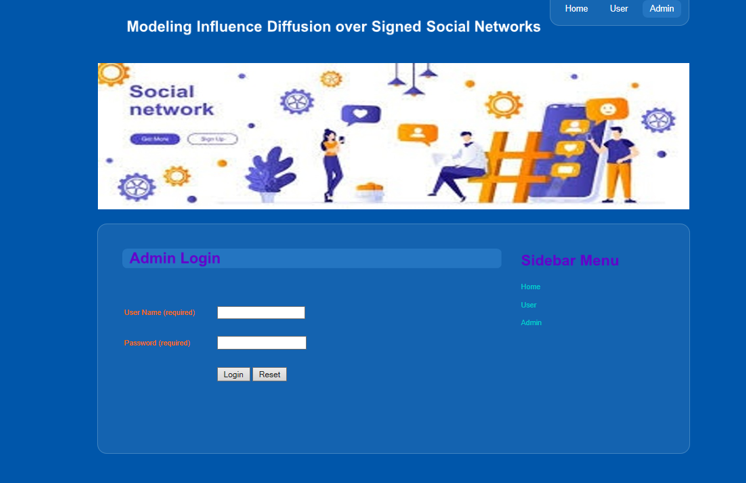 Home User Admin
Modeling Influence Diffusion over Signed Social Networks
Social
network
Get More Sign Up
Admin Login
Sidebar Menu
Home
User
Admin
User Name (required)
Password (required)
Login Reset